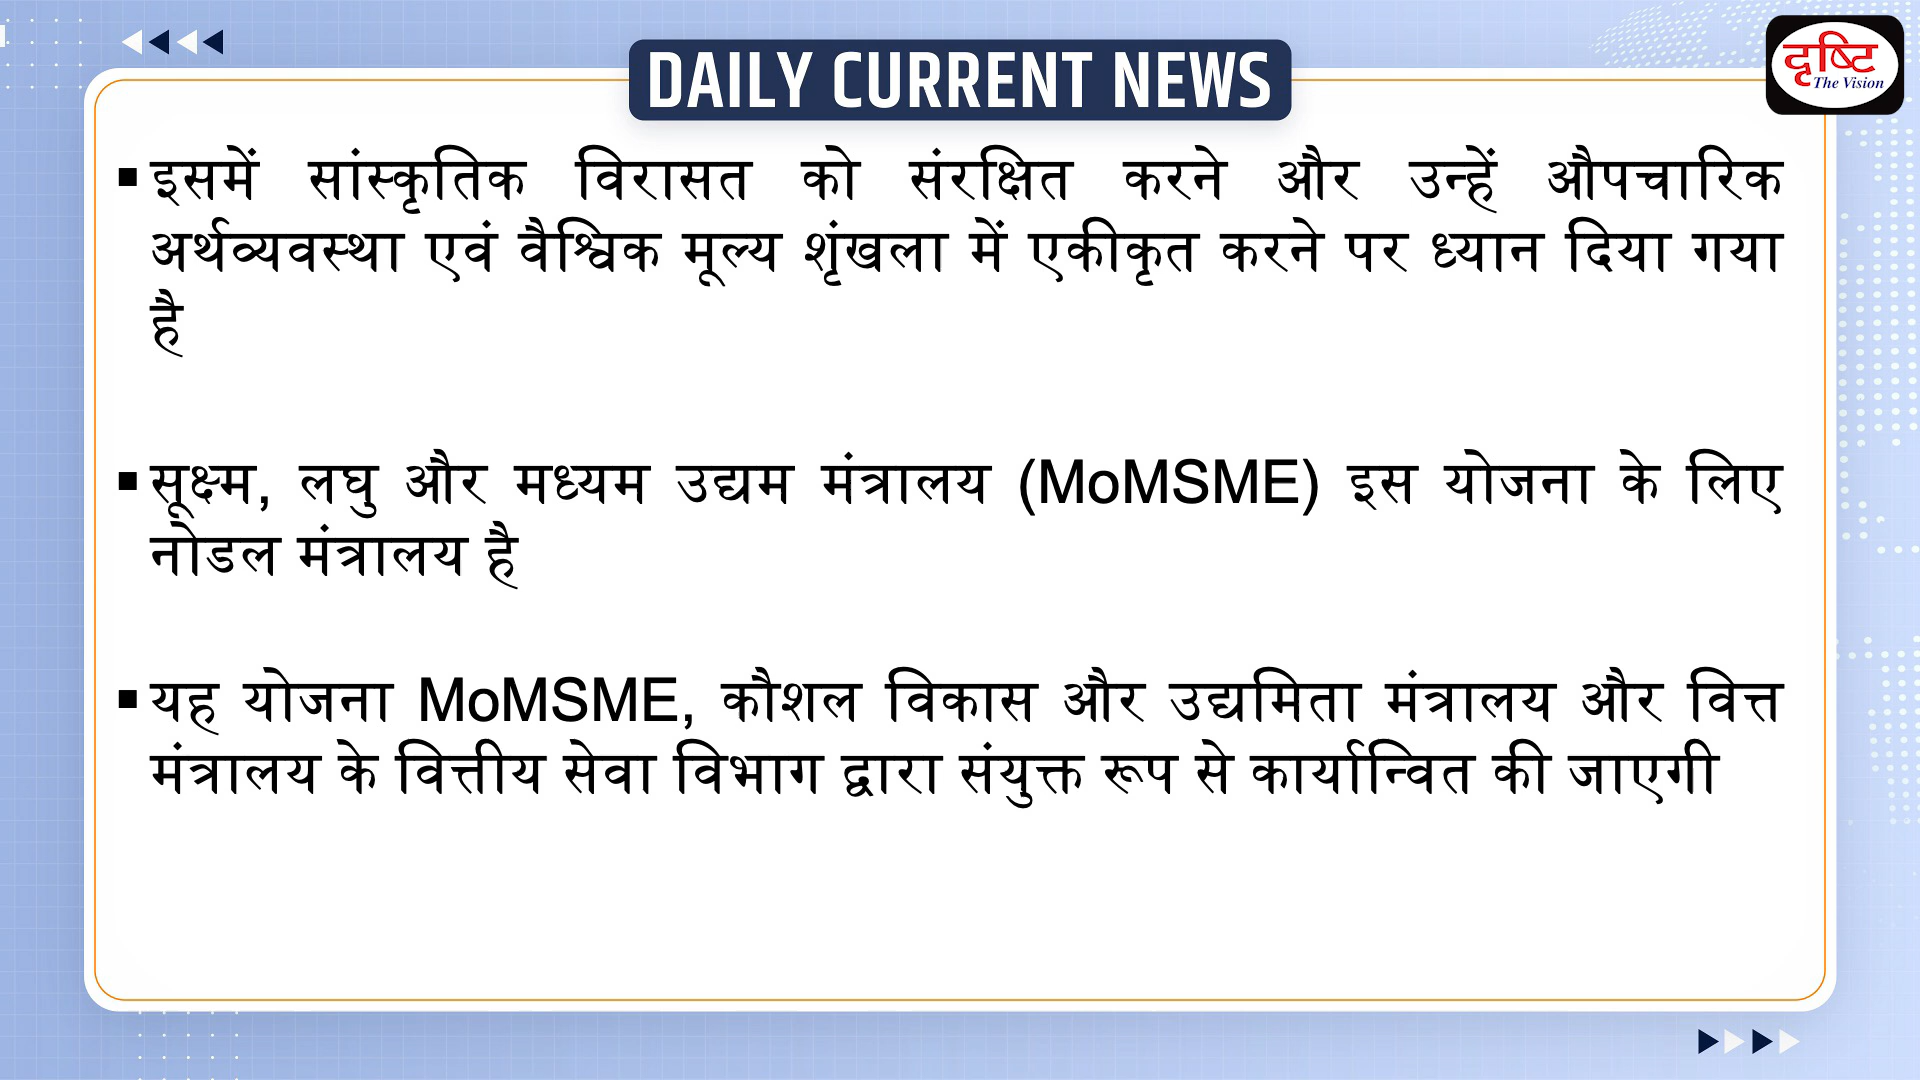 DAILY CURRENT NEWS
दृष्टि
The Vision
▪ इसमें सांस्कृतिक विरासत को संरक्षित करने और उन्हें औपचारिक
अर्थव्यवस्था एवं वैश्विक मूल्य शृंखला में एकीकृत करने पर ध्यान दिया गया
है
▪ सूक्ष्म, लघु और मध्यम उद्यम मंत्रालय (MoMSME) इस योजना के लिए
नोडल मंत्रालय है
▪ यह योजना MoMSME, कौशल विकास और उद्यमिता मंत्रालय और वित्त
मंत्रालय के वित्तीय सेवा विभाग द्वारा संयुक्त रूप से कार्यान्वित की जाएगी